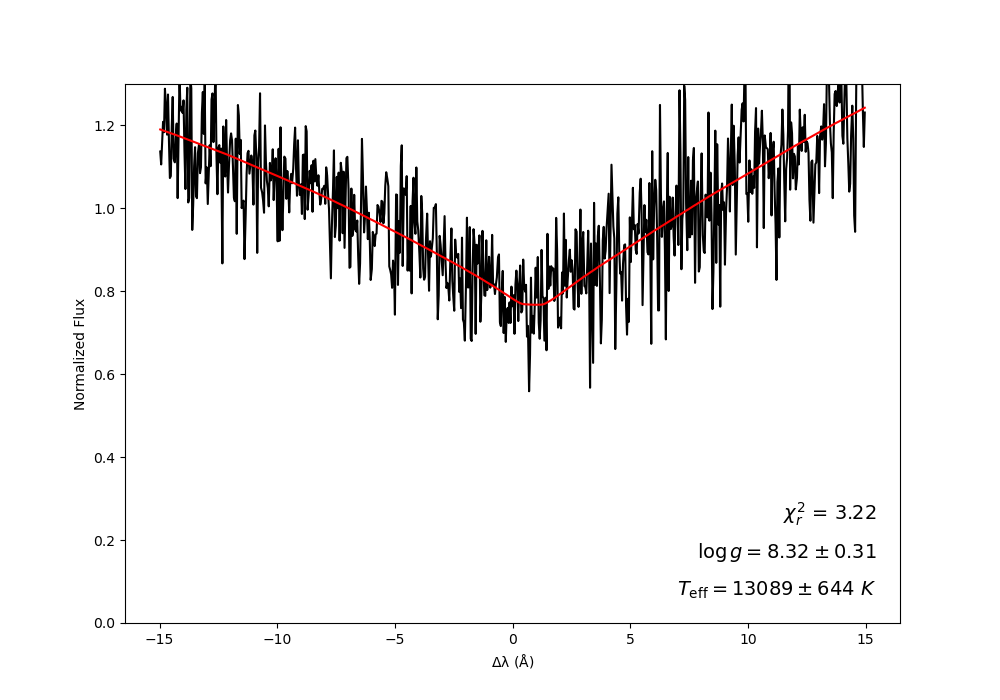 1.2
1.0
0.8
0.6
0.4
0.2
0.0
Normalized Flux
χ²ᵣ = 3.22
log g = 8.32 ± 0.31
T_eff = 13089 ± 644 K
−15 −10 −5 0 5 10 15
Δλ (Å)